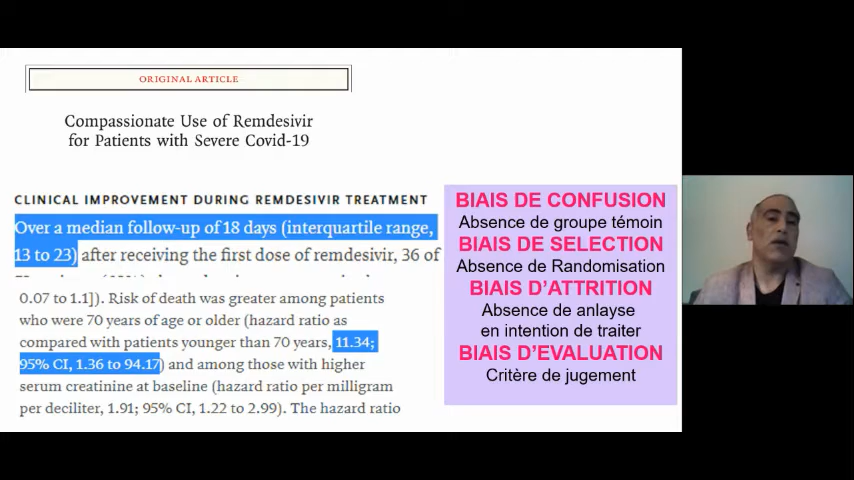 ORIGINAL ARTICLE
Compassionate Use of Remdesivir
for Patients with Severe Covid-19
CLINICAL IMPROVEMENT DURING REMDESIVIR TREATMENT
Over a median follow-up of 18 days (interquartile range,
13 to 23) after receiving the first dose of remdesivir, 36 of
0.07 to 1.1]). Risk of death was greater among patients
who were 70 years of age or older (hazard ratio as
compared with patients younger than 70 years, 11.34;
95% CI, 1.36 to 94.17) and among those with higher
serum creatinine at baseline (hazard ratio per milligram
per deciliter, 1.91; 95% CI, 1.22 to 2.99). The hazard ratio
BIAIS DE CONFUSION
Absence de groupe témoin
BIAIS DE SELECTION
Absence de Randomisation
BIAIS D'ATTRITION
Absence de anlayse
en intention de traiter
BIAIS D'EVALUATION
Critère de jugement